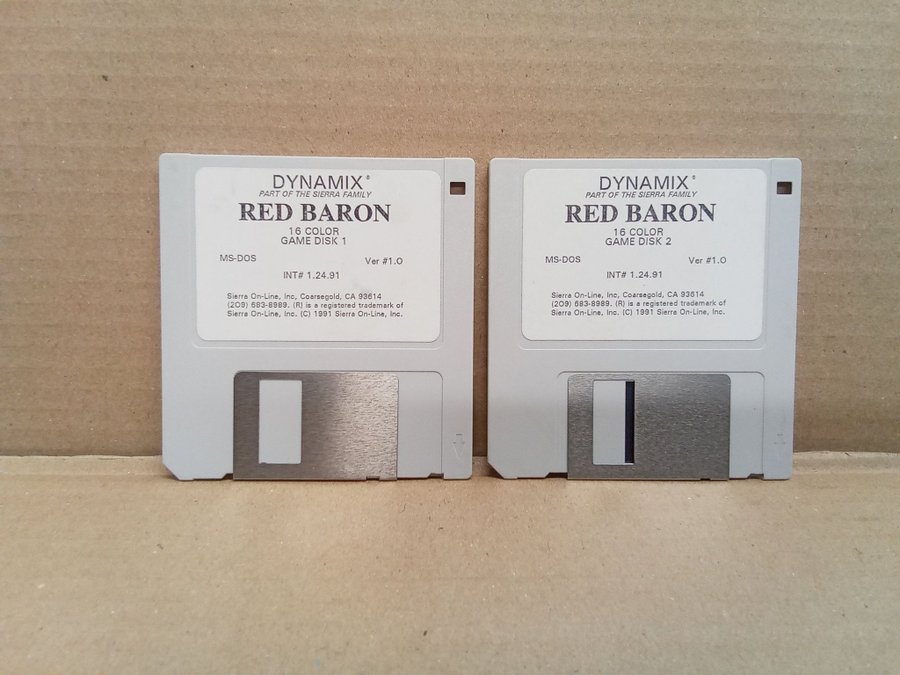 DYNAMIX®
PART OF THE SIERRA FAMILY
RED BARON
16 COLOR
GAME DISK 1
MS-DOS Ver #1.0
INT# 1.24.91
Sierra On-Line, Inc, Coarsegold, CA 93614
(209) 683-8989. (R) is a registered trademark of
Sierra On-Line, Inc. (C) 1991 Sierra On-Line, Inc.
DYNAMIX®
PART OF THE SIERRA FAMILY
RED BARON
16 COLOR
GAME DISK 2
MS-DOS Ver #1.0
INT# 1.24.91
Sierra On-Line, Inc, Coarsegold, CA 93614
(209) 683-8989. (R) is a registered trademark of
Sierra On-Line, Inc. (C) 1991 Sierra On-Line, Inc.